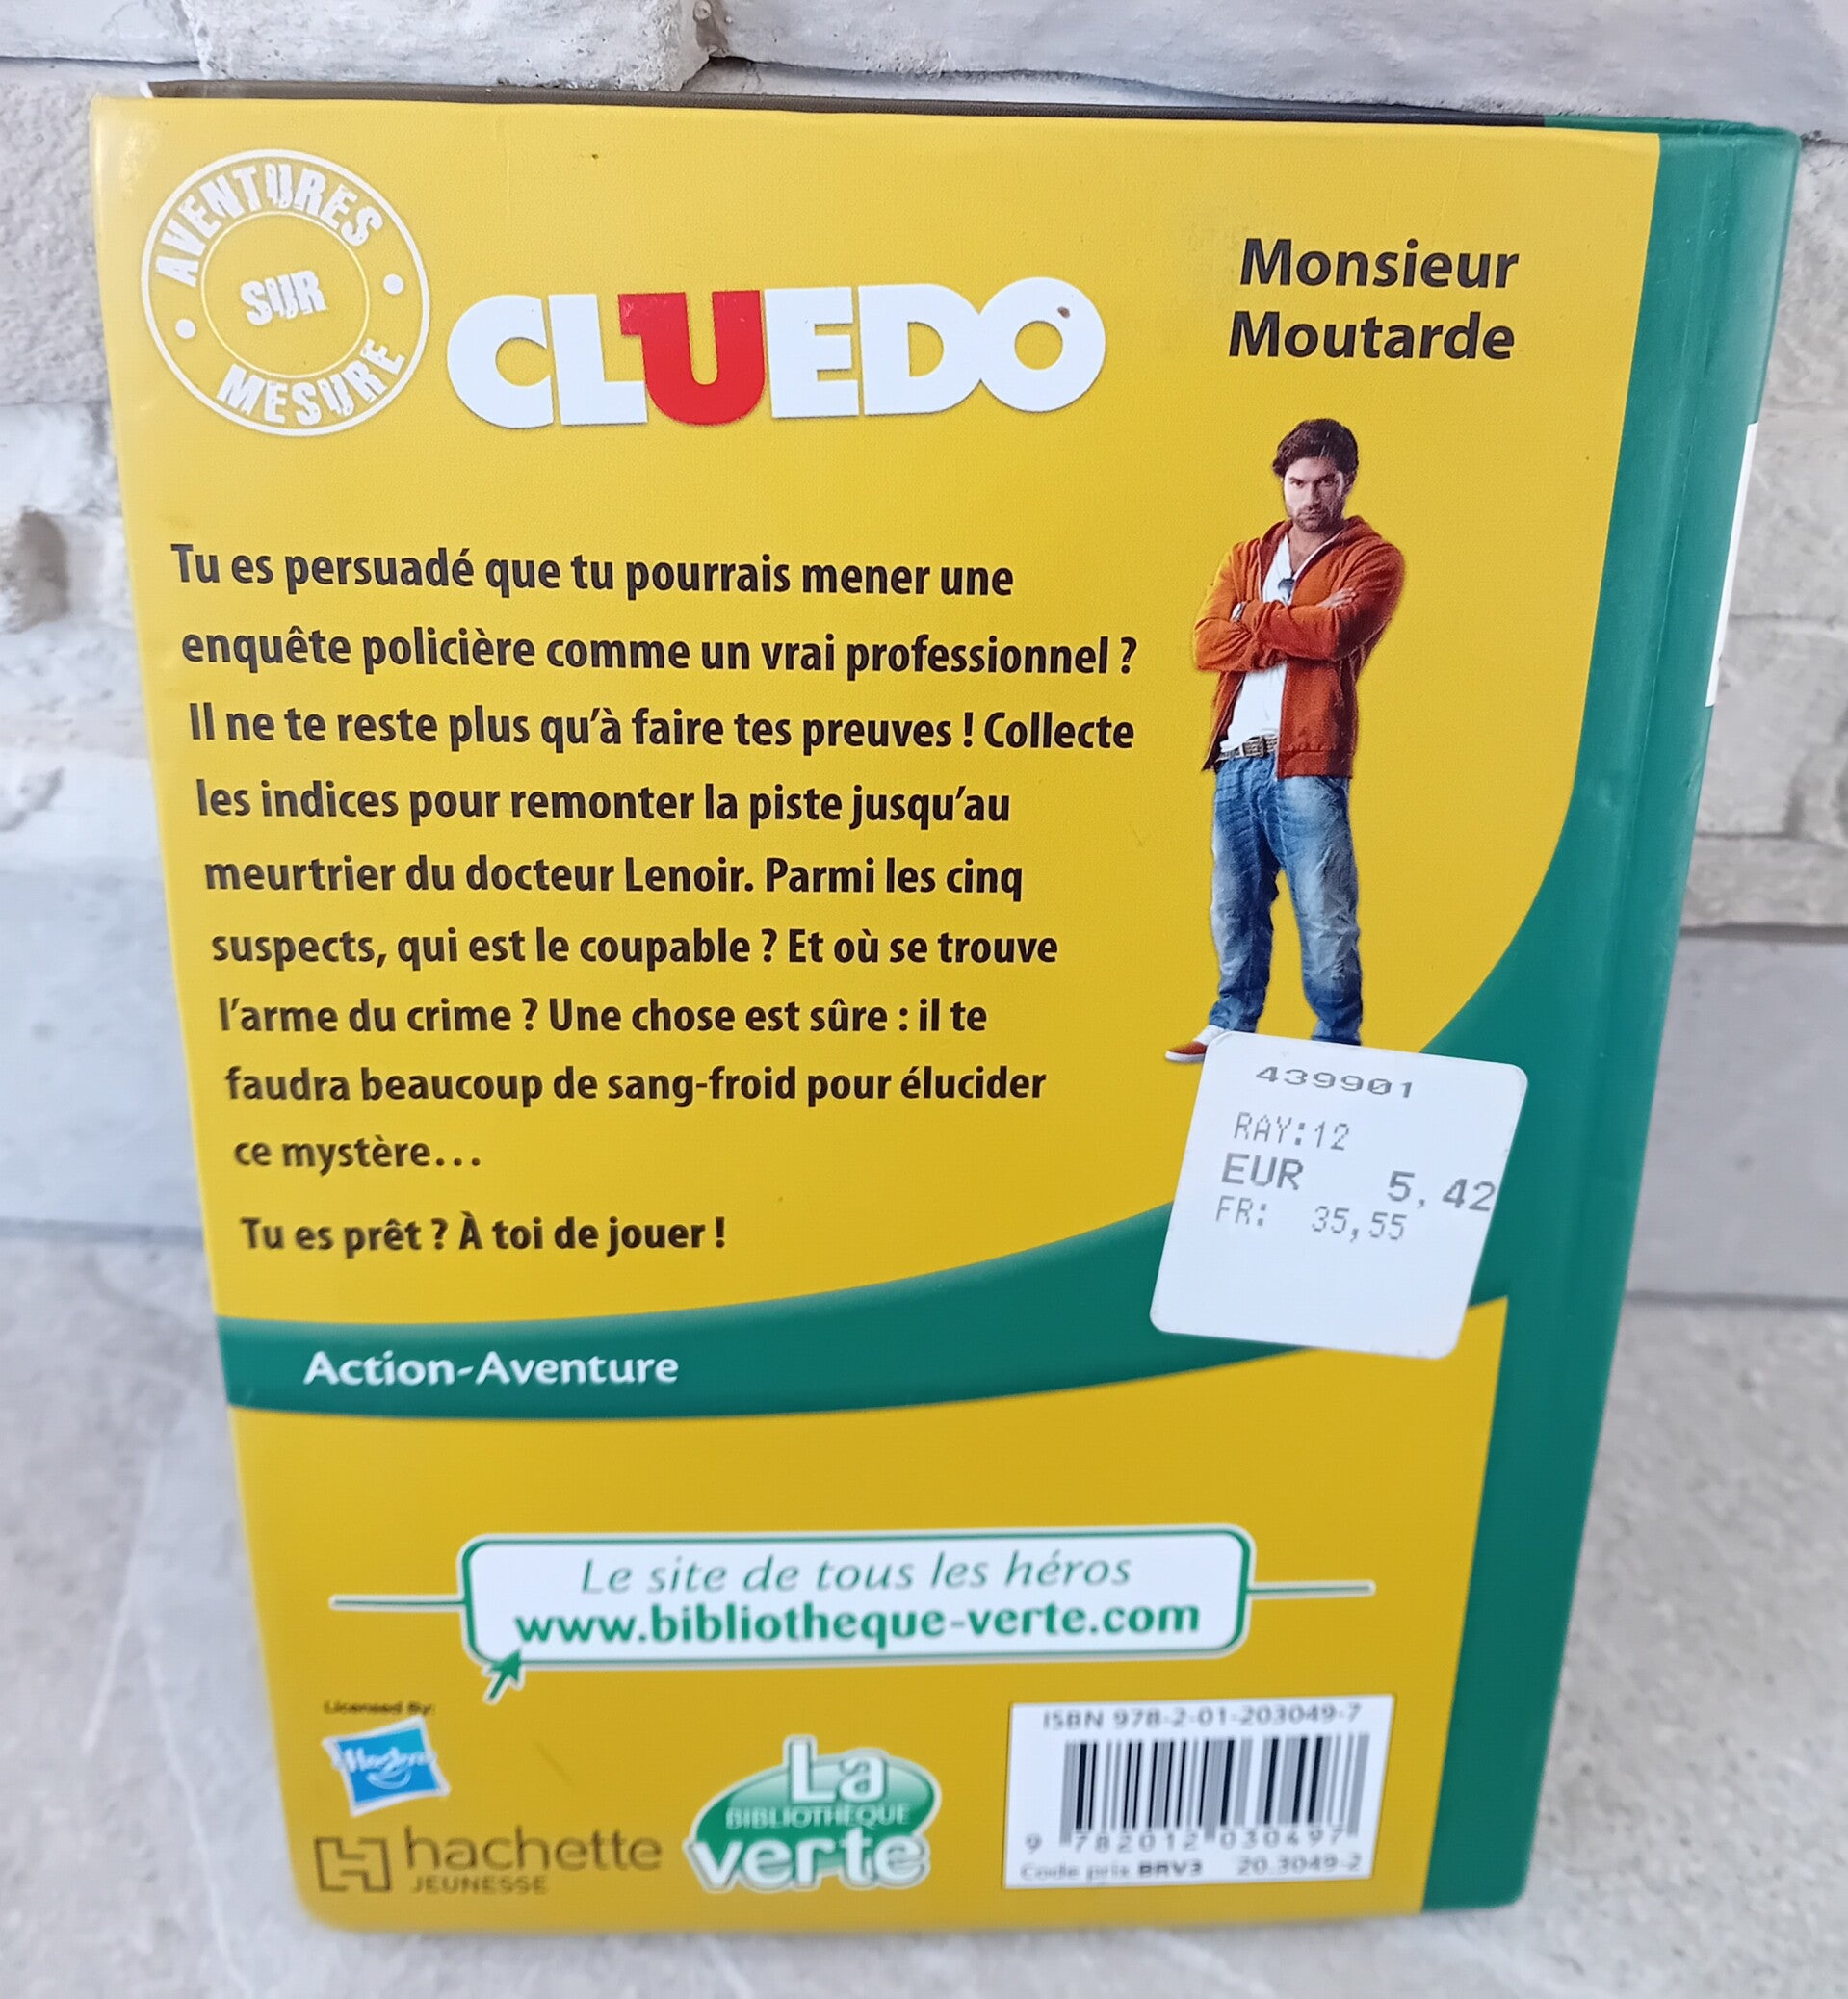 AVENTURES
SUR
MESURE
CLUEDO
Monsieur
Moutarde
Tu es persuadé que tu pourrais mener une
enquête policière comme un vrai professionnel ?
Il ne te reste plus qu'à faire tes preuves ! Collecte
les indices pour remonter la piste jusqu'au
meurtrier du docteur Lenoir. Parmi les cinq
suspects, qui est le coupable ? Et où se trouve
l'arme du crime ? Une chose est sûre : il te
faudra beaucoup de sang-froid pour élucider
ce mystère...
Tu es prêt ? À toi de jouer !
439901
RAY:12
EUR 5,42
FR: 35,55
Action-Aventure
Le site de tous les héros
www.bibliotheque-verte.com
Licensed By:
Hasbro
hachette
JEUNESSE
La
BIBLIOTHÈQUE
verte
ISBN 978-2-01-203049-7
9 782012 030497
Code prix BRV3 20.3049-2